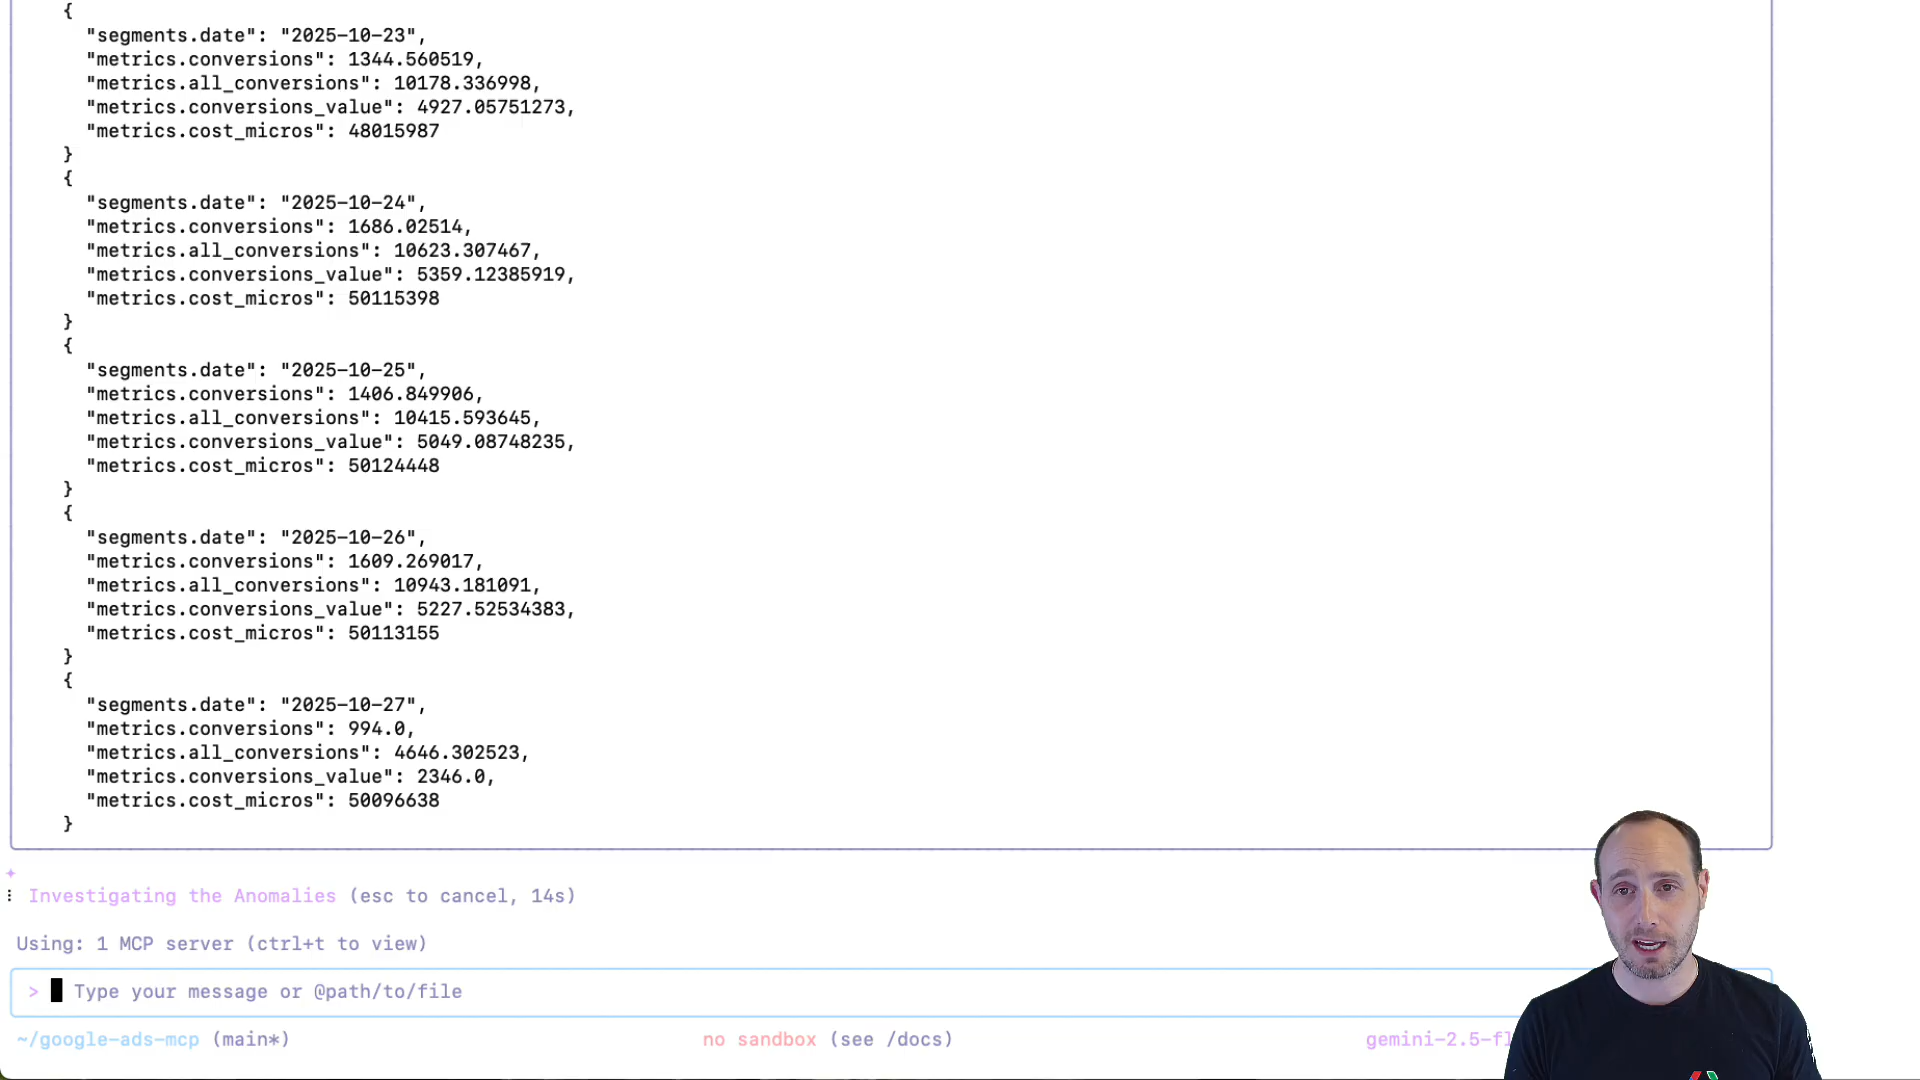 {
"segments.date": "2025-10-23",
"metrics.conversions": 1344.560519,
"metrics.all_conversions": 10178.336998,
"metrics.conversions_value": 4927.05751273,
"metrics.cost_micros": 48015987
}
{
"segments.date": "2025-10-24",
"metrics.conversions": 1686.02514,
"metrics.all_conversions": 10623.307467,
"metrics.conversions_value": 5359.12385919,
"metrics.cost_micros": 50115398
}
{
"segments.date": "2025-10-25",
"metrics.conversions": 1406.849906,
"metrics.all_conversions": 10415.593645,
"metrics.conversions_value": 5049.08748235,
"metrics.cost_micros": 50124448
}
{
"segments.date": "2025-10-26",
"metrics.conversions": 1609.269017,
"metrics.all_conversions": 10943.181091,
"metrics.conversions_value": 5227.52534383,
"metrics.cost_micros": 50113155
}
{
"segments.date": "2025-10-27",
"metrics.conversions": 994.0,
"metrics.all_conversions": 4646.302523,
"metrics.conversions_value": 2346.0,
"metrics.cost_micros": 50096638
}
Investigating the Anomalies (esc to cancel, 14s)
Using: 1 MCP server (ctrl+t to view)
> Type your message or @path/to/file
~/google-ads-mcp (main*) no sandbox (see /docs) gemini-2.5-fl